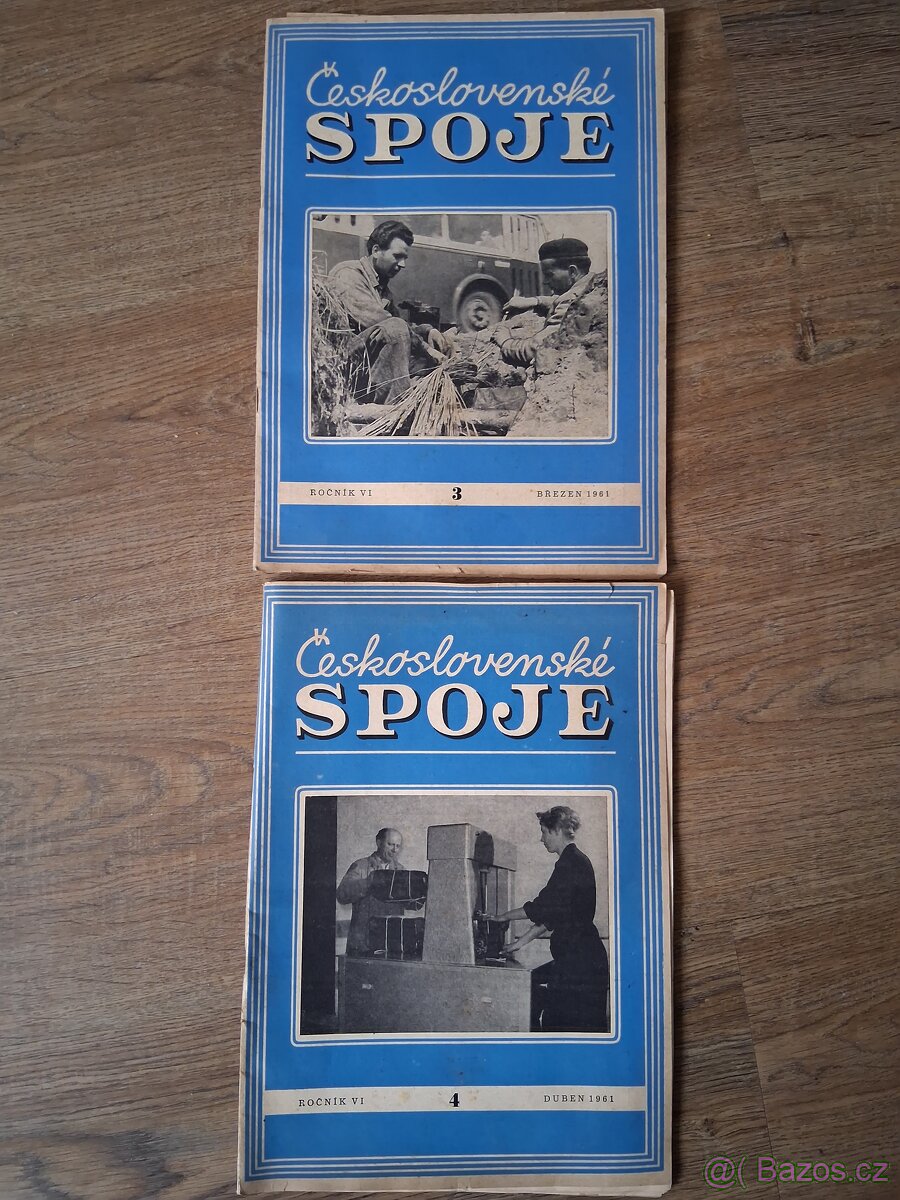 Československé
SPOJE
ROČNÍK VI 3 BŘEZEN 1961
Československé
SPOJE
ROČNÍK VI 4 DUBEN 1961
@( Bazos.cz